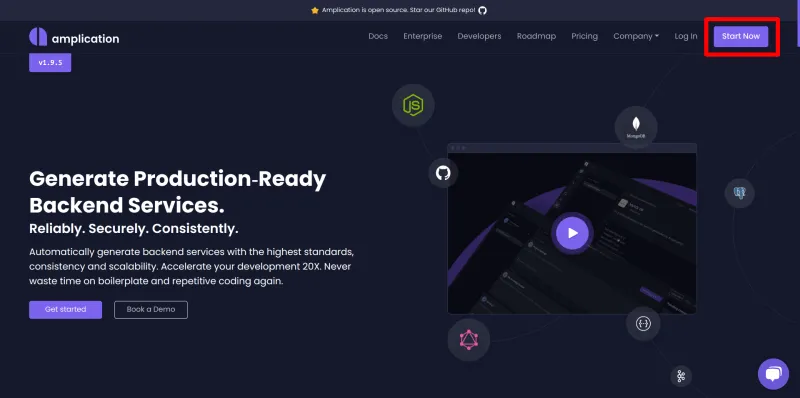 Amplication is open source. Star our GitHub repo!
amplication
Docs
Enterprise
Developers
Roadmap
Pricing
Company
Log In
Start Now
v1.9.5
JS
mongoDB
Generate Production-Ready
Backend Services.
Reliably. Securely. Consistently.
Automatically generate backend services with the highest standards,
consistency and scalability. Accelerate your development 20X. Never
waste time on boilerplate and repetitive coding again.
Get started
Book a Demo